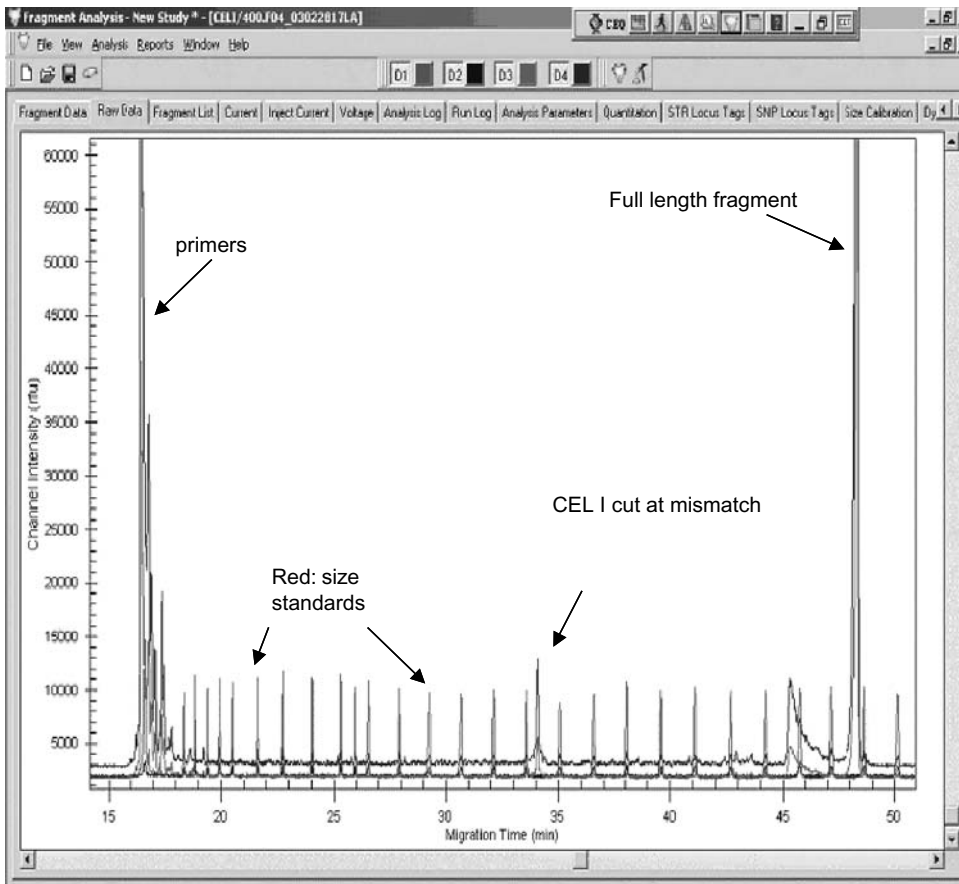 Fragment Analysis - New Study * - [CELI/400.F04_03022817LA]
CEQ
File View Analysis Reports Window Help
D1 D2 D3 D4
Fragment Data Raw Data Fragment List Current Inject Current Voltage Analysis Log Run Log Analysis Parameters Quantitation STR Locus Tags SNP Locus Tags Size Calibration Dy
60000
55000
50000
45000
40000
35000
30000
25000
20000
15000
10000
5000
Channel Intensity (rfu)
primers
Full length fragment
CEL I cut at mismatch
Red: size
standards
15 20 25 30 35 40 45 50
Migration Time (min)